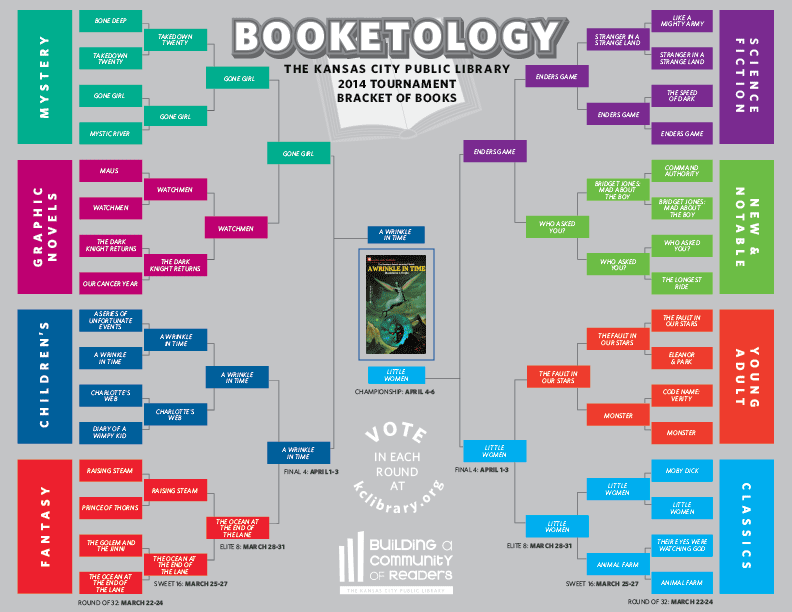 BOOKETOLOGY
THE KANSAS CITY PUBLIC LIBRARY
2014 TOURNAMENT
BRACKET OF BOOKS
MYSTERY
BONE DEEP
TAKEDOWN
TWENTY
GONE GIRL
MYSTIC RIVER
TAKEDOWN
TWENTY
GONE GIRL
GONE GIRL
GONE GIRL
GRAPHIC
NOVELS
MAUS
WATCHMEN
THE DARK
KNIGHT RETURNS
OUR CANCER YEAR
WATCHMEN
THE DARK
KNIGHT RETURNS
WATCHMEN
CHILDREN'S
A SERIES OF
UNFORTUNATE
EVENTS
A WRINKLE
IN TIME
CHARLOTTE'S
WEB
DIARY OF A
WIMPY KID
A WRINKLE
IN TIME
CHARLOTTE'S
WEB
A WRINKLE
IN TIME
A WRINKLE
IN TIME
FINAL 4: APRIL 1-3
FANTASY
RAISING STEAM
PRINCE OF THORNS
THE GOLEM AND
THE JINNI
THE OCEAN AT
THE END OF
THE LANE
RAISING STEAM
THE OCEAN AT
THE END OF
THE LANE
THE OCEAN AT
THE END OF
THE LANE
ELITE 8: MARCH 28-31
SWEET 16: MARCH 25-27
ROUND OF 32: MARCH 22-24
A WRINKLE
IN TIME
A WRINKLE IN TIME
LITTLE
WOMEN
CHAMPIONSHIP: APRIL 4-6
VOTE
IN EACH
ROUND
AT
kclibrary.org
BUiLDiNG a
communiTy
OF ReaDeRs
THE KANSAS CITY PUBLIC LIBRARY
SCIENCE
FICTION
LIKE A
MIGHTY ARMY
STRANGER IN A
STRANGE LAND
THE SPEED
OF DARK
ENDERS GAME
STRANGER IN A
STRANGE LAND
ENDERS GAME
ENDERS GAME
ENDERS GAME
NEW &
NOTABLE
COMMAND
AUTHORITY
BRIDGET JONES:
MAD ABOUT
THE BOY
WHO ASKED
YOU?
THE LONGEST
RIDE
BRIDGET JONES:
MAD ABOUT
THE BOY
WHO ASKED
YOU?
WHO ASKED
YOU?
YOUNG
ADULT
THE FAULT IN
OUR STARS
ELEANOR
& PARK
CODE NAME:
VERITY
MONSTER
THE FAULT IN
OUR STARS
MONSTER
THE FAULT IN
OUR STARS
LITTLE
WOMEN
FINAL 4: APRIL 1-3
CLASSICS
MOBY DICK
LITTLE
WOMEN
THEIR EYES WERE
WATCHING GOD
ANIMAL FARM
LITTLE
WOMEN
ANIMAL FARM
LITTLE
WOMEN
ELITE 8: MARCH 28-31
SWEET 16: MARCH 25-27
ROUND OF 32: MARCH 22-24